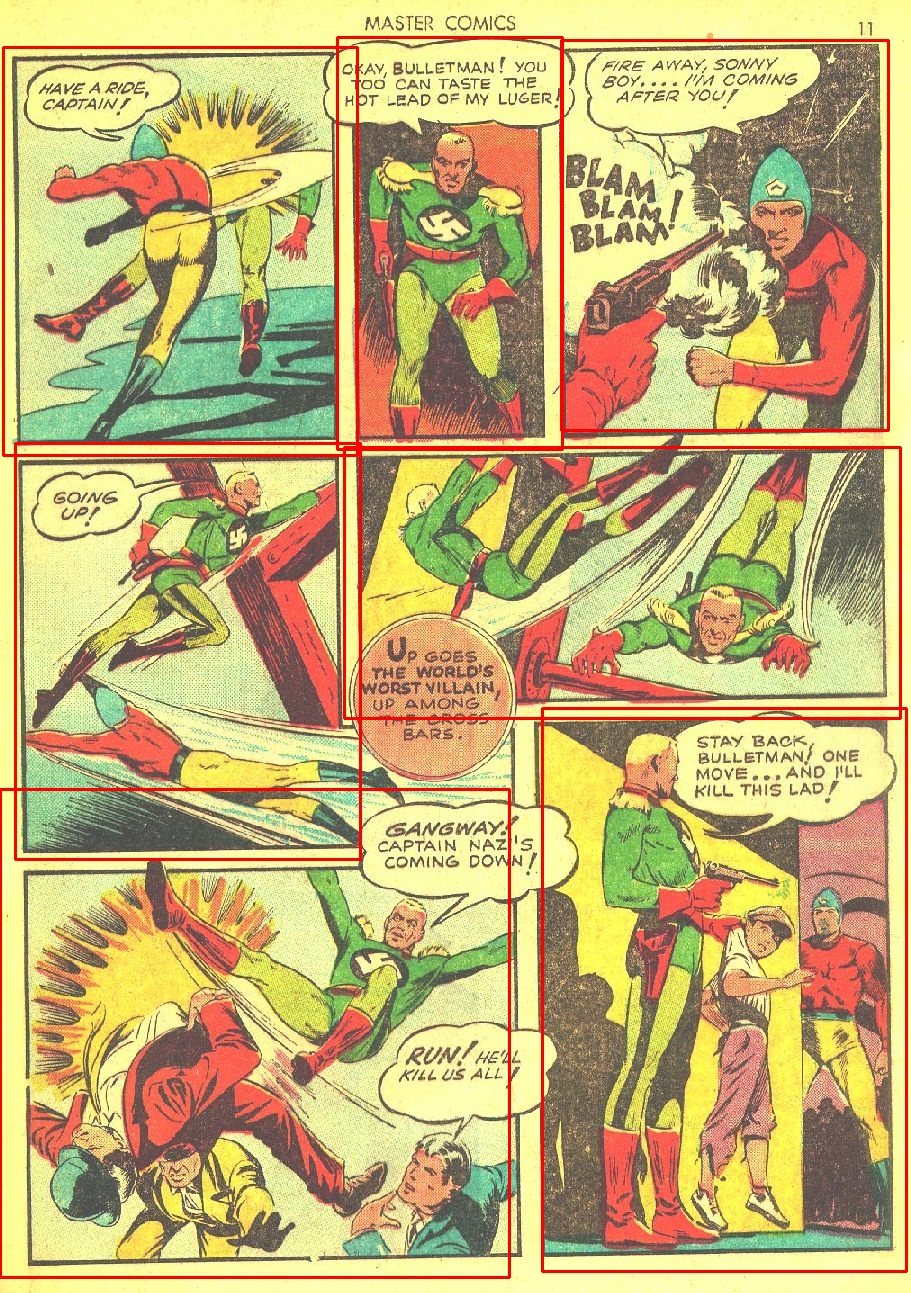 MASTER COMICS
11
HAVE A RIDE,
CAPTAIN!
OKAY, BULLETMAN! YOU
TOO CAN TASTE THE
HOT LEAD OF MY LUGER!
FIRE AWAY, SONNY
BOY.... I'M COMING
AFTER YOU!
BLAM
BLAM
BLAM!
GOING
UP!
UP GOES
THE WORLD'S
WORST VILLAIN,
UP AMONG
THE CROSS
BARS.
GANGWAY!
CAPTAIN NAZI'S
COMING DOWN!
RUN! HE'LL
KILL US ALL!
STAY BACK,
BULLETMAN! ONE
MOVE...AND I'LL
KILL THIS LAD!